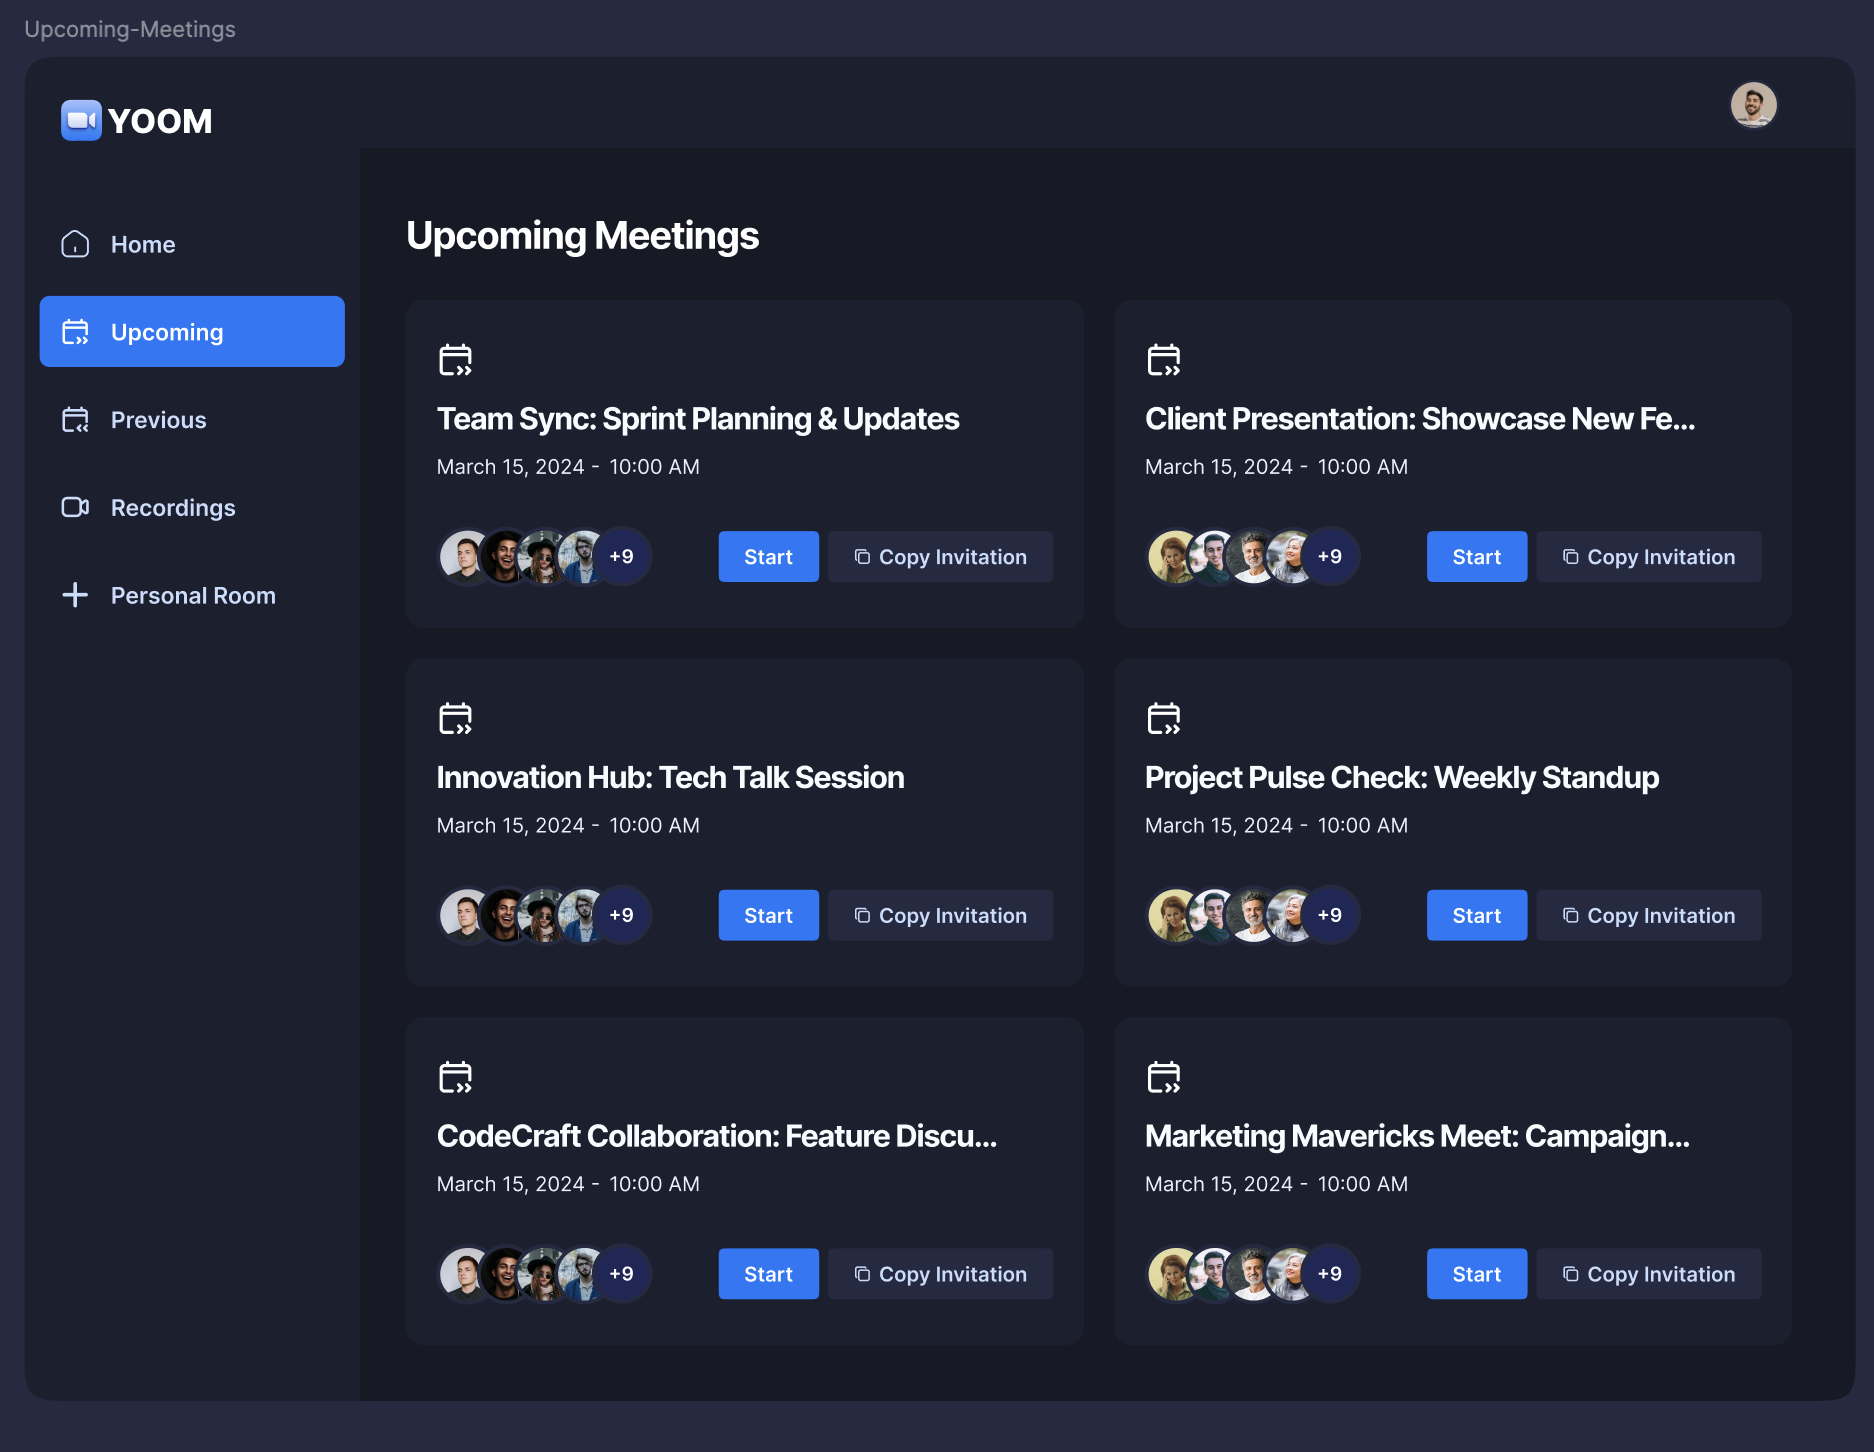 Upcoming-Meetings
YOOM
Home
Upcoming
Previous
Recordings
Personal Room
Upcoming Meetings
Team Sync: Sprint Planning & Updates
March 15, 2024 - 10:00 AM
+9
Start
Copy Invitation
Client Presentation: Showcase New Fe...
March 15, 2024 - 10:00 AM
+9
Start
Copy Invitation
Innovation Hub: Tech Talk Session
March 15, 2024 - 10:00 AM
+9
Start
Copy Invitation
Project Pulse Check: Weekly Standup
March 15, 2024 - 10:00 AM
+9
Start
Copy Invitation
CodeCraft Collaboration: Feature Discu...
March 15, 2024 - 10:00 AM
+9
Start
Copy Invitation
Marketing Mavericks Meet: Campaign...
March 15, 2024 - 10:00 AM
+9
Start
Copy Invitation